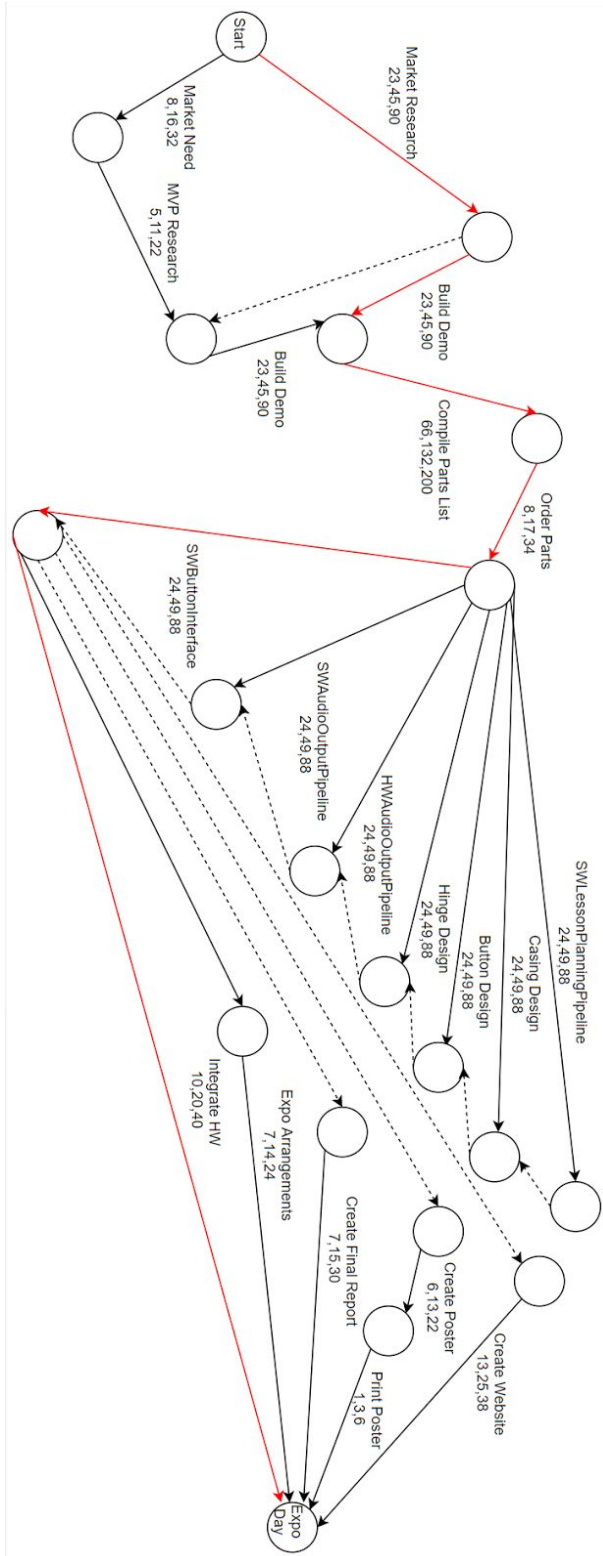 Start
Market Research
23,45,90
Market Need
8,16,32
MVP Research
5,11,22
Build Demo
23,45,90
Build Demo
23,45,90
Compile Parts List
66,132,200
Order Parts
8,17,34
SWButtonInterface
24,49,88
SWAudioOutputPipeline
24,49,88
HWAudioOutputPipeline
24,49,88
Hinge Design
24,49,88
Button Design
24,49,88
Casing Design
24,49,88
SWLessonPlanningPipeline
24,49,88
Integrate HW
10,20,40
Expo Arrangements
7,14,24
Create Final Report
7,15,30
Create Poster
6,13,22
Print Poster
1,3,6
Create Website
13,25,38
Expo
Day